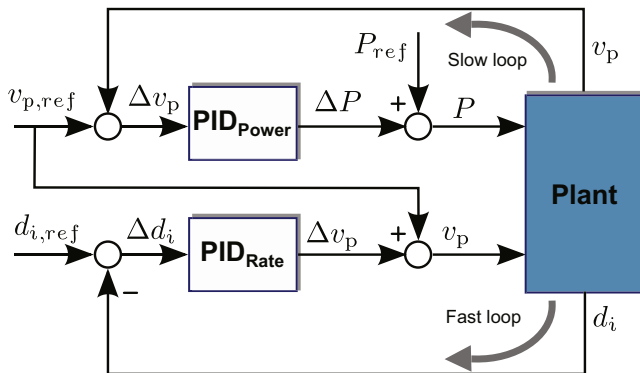 P_ref
Slow loop
v_p
v_p,ref
Δv_p
PID_Power
ΔP
+
P
Plant
d_i,ref
Δd_i
PID_Rate
Δv_p
+
v_p
−
Fast loop
d_i